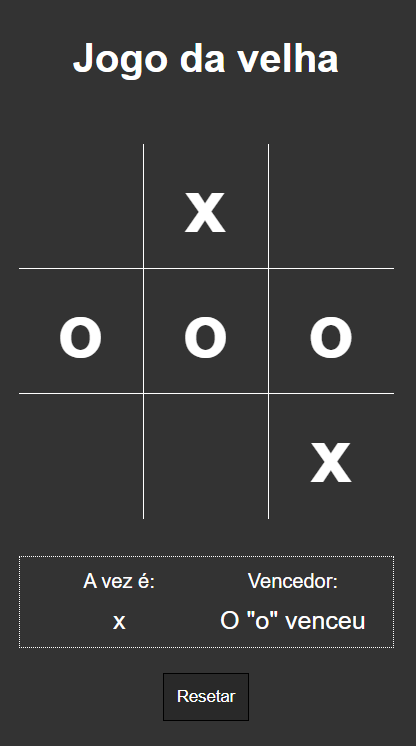 Jogo da velha
x
o o o
x
A vez é: Vencedor:
x O "o" venceu
Resetar